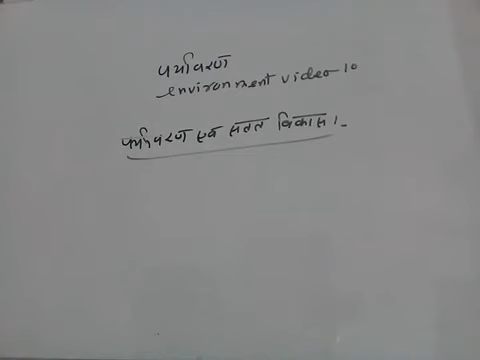 पर्यावरण
environment video 10
पर्यावरण एवं सतत विकास।